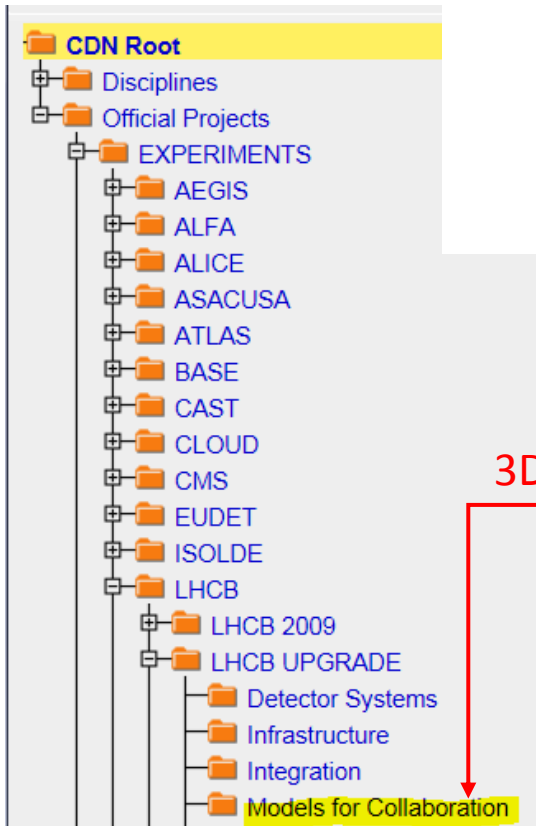 CDN Root
Disciplines
Official Projects
EXPERIMENTS
AEGIS
ALFA
ALICE
ASACUSA
ATLAS
BASE
CAST
CLOUD
CMS
3D
EUDET
ISOLDE
LHCB
LHCB 2009
LHCB UPGRADE
Detector Systems
Infrastructure
Integration
Models for Collaboration